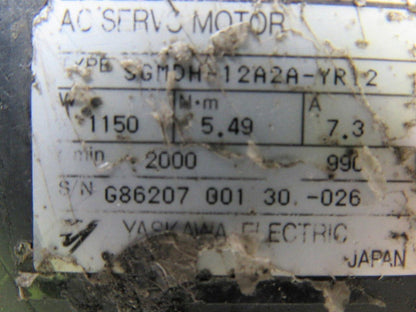 AC SERVO MOTOR
TYPE SGMDH-12A2A-YR12
W N·m A
1150 5.49 7.3
min 2000 990
S/N G86207 001 30.-026
YASKAWA ELECTRIC
JAPAN